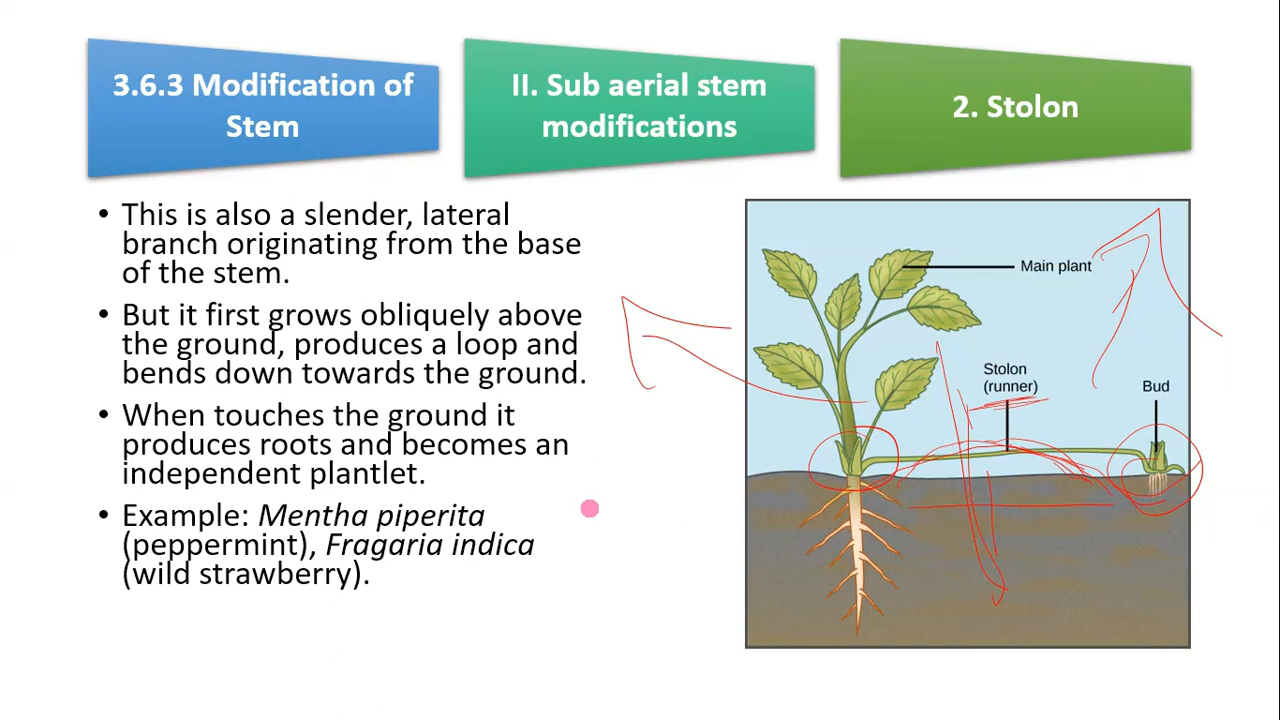 3.6.3 Modification of
Stem
II. Sub aerial stem
modifications
2. Stolon
• This is also a slender, lateral
branch originating from the base
of the stem.
• But it first grows obliquely above
the ground, produces a loop and
bends down towards the ground.
• When touches the ground it
produces roots and becomes an
independent plantlet.
• Example: Mentha piperita
(peppermint), Fragaria indica
(wild strawberry).
Main plant
Stolon
(runner)
Bud